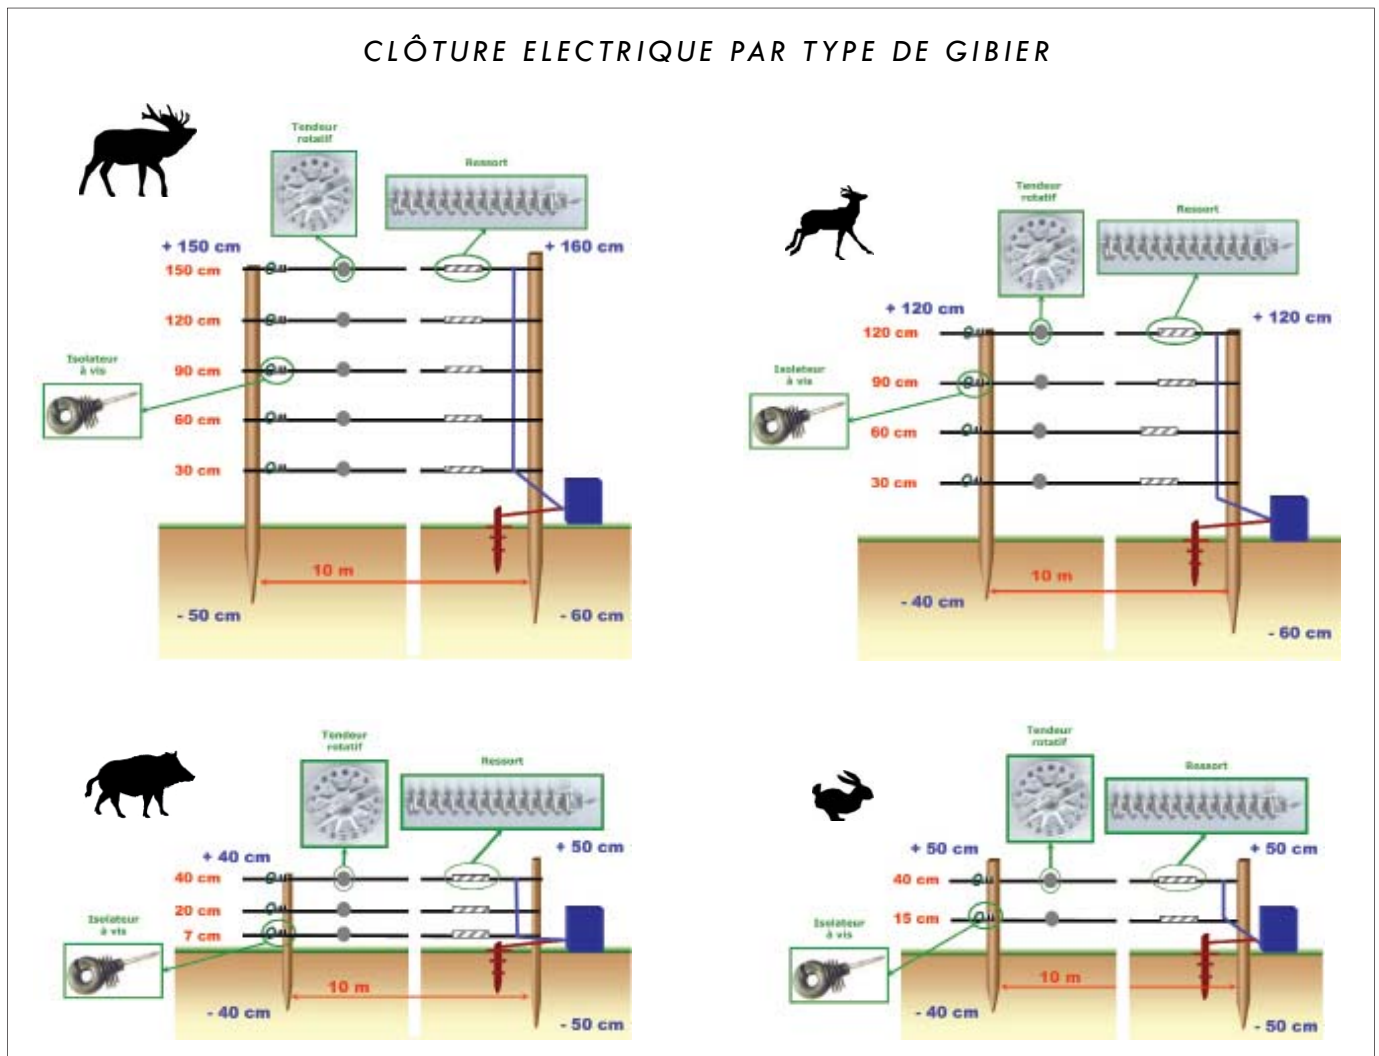 CLÔTURE ELECTRIQUE PAR TYPE DE GIBIER
Tendeur
rotatif
Ressort
+ 150 cm
+ 160 cm
150 cm
120 cm
90 cm
60 cm
30 cm
Isolateur
à vis
10 m
- 50 cm
- 60 cm
Tendeur
rotatif
Ressort
+ 120 cm
+ 120 cm
120 cm
90 cm
60 cm
30 cm
Isolateur
à vis
10 m
- 40 cm
- 60 cm
Tendeur
rotatif
Ressort
+ 40 cm
+ 50 cm
40 cm
20 cm
7 cm
Isolateur
à vis
10 m
- 40 cm
- 50 cm
Tendeur
rotatif
Ressort
+ 50 cm
+ 50 cm
40 cm
15 cm
Isolateur
à vis
10 m
- 40 cm
- 50 cm